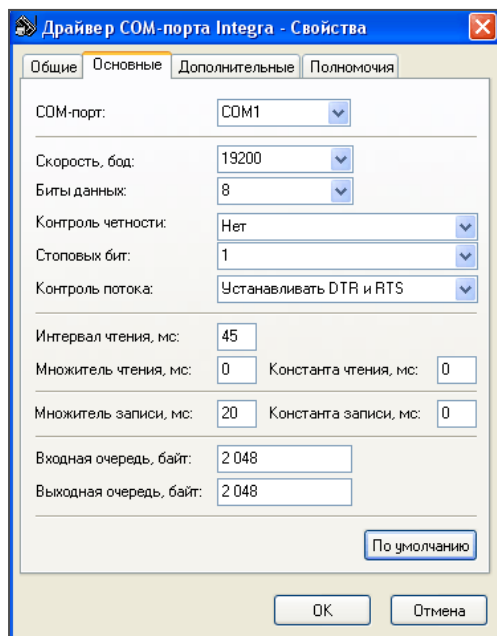 Драйвер COM-порта Integra - Свойства
Общие Основные Дополнительные Полномочия
COM-порт: COM1
Скорость, бод: 19200
Биты данных: 8
Контроль четности: Нет
Стоповых бит: 1
Контроль потока: Устанавливать DTR и RTS
Интервал чтения, мс: 45
Множитель чтения, мс: 0 Константа чтения, мс: 0
Множитель записи, мс: 20 Константа записи, мс: 0
Входная очередь, байт: 2 048
Выходная очередь, байт: 2 048
По умолчанию
OK Отмена